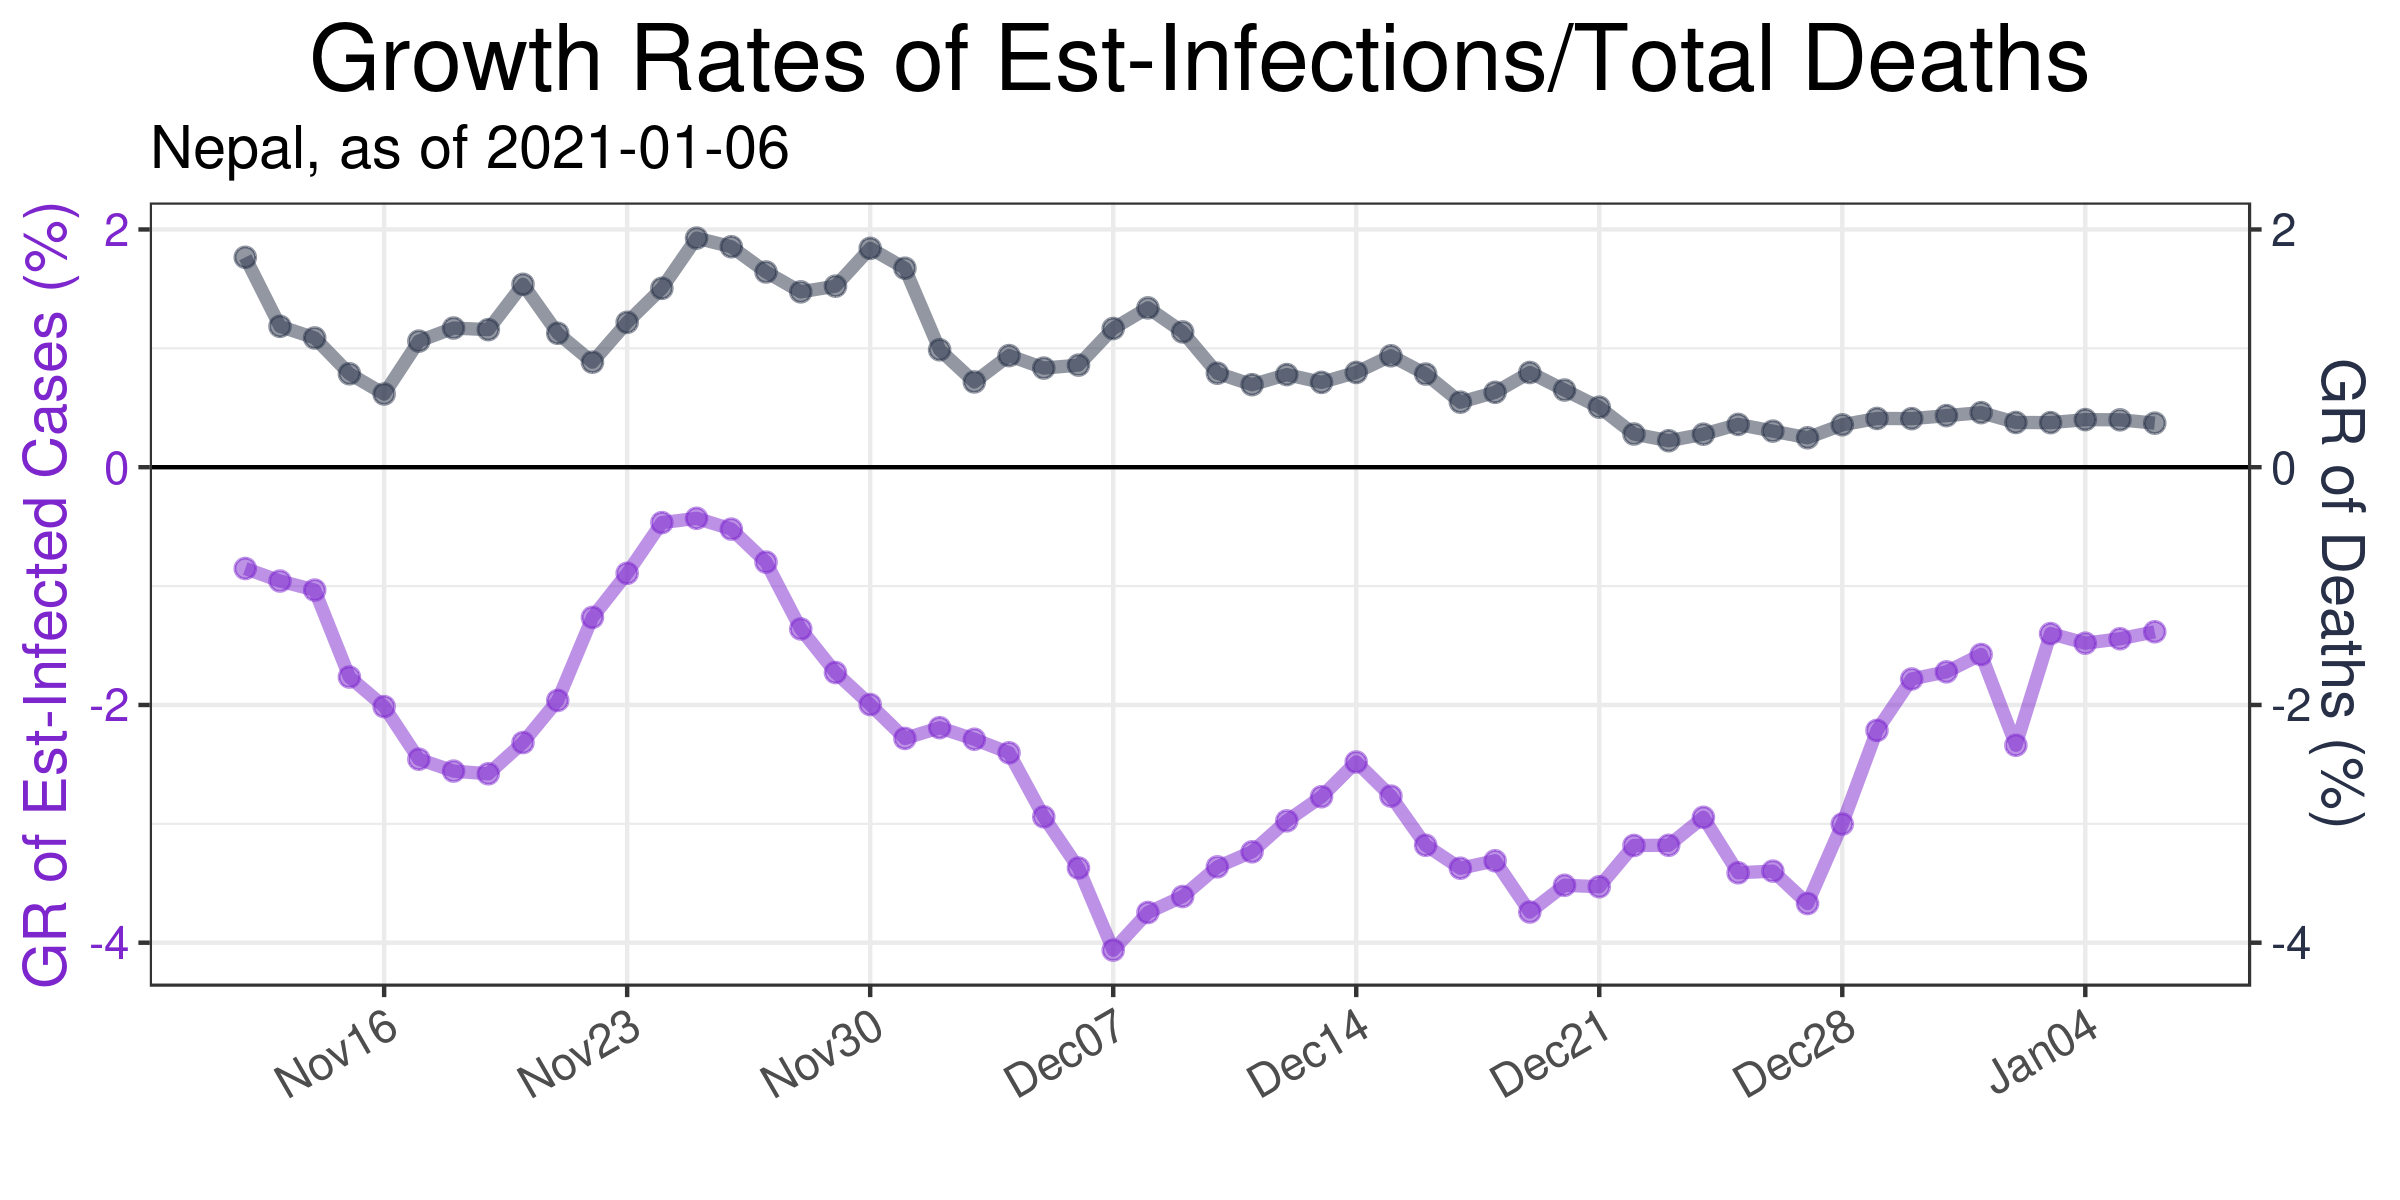 Growth Rates of Est-Infections/Total Deaths
Nepal, as of 2021-01-06
GR of Est-Infected Cases (%)
2
0
-2
-4
2
0
-2
-4
GR of Deaths (%)
Nov16
Nov23
Nov30
Dec07
Dec14
Dec21
Dec28
Jan04